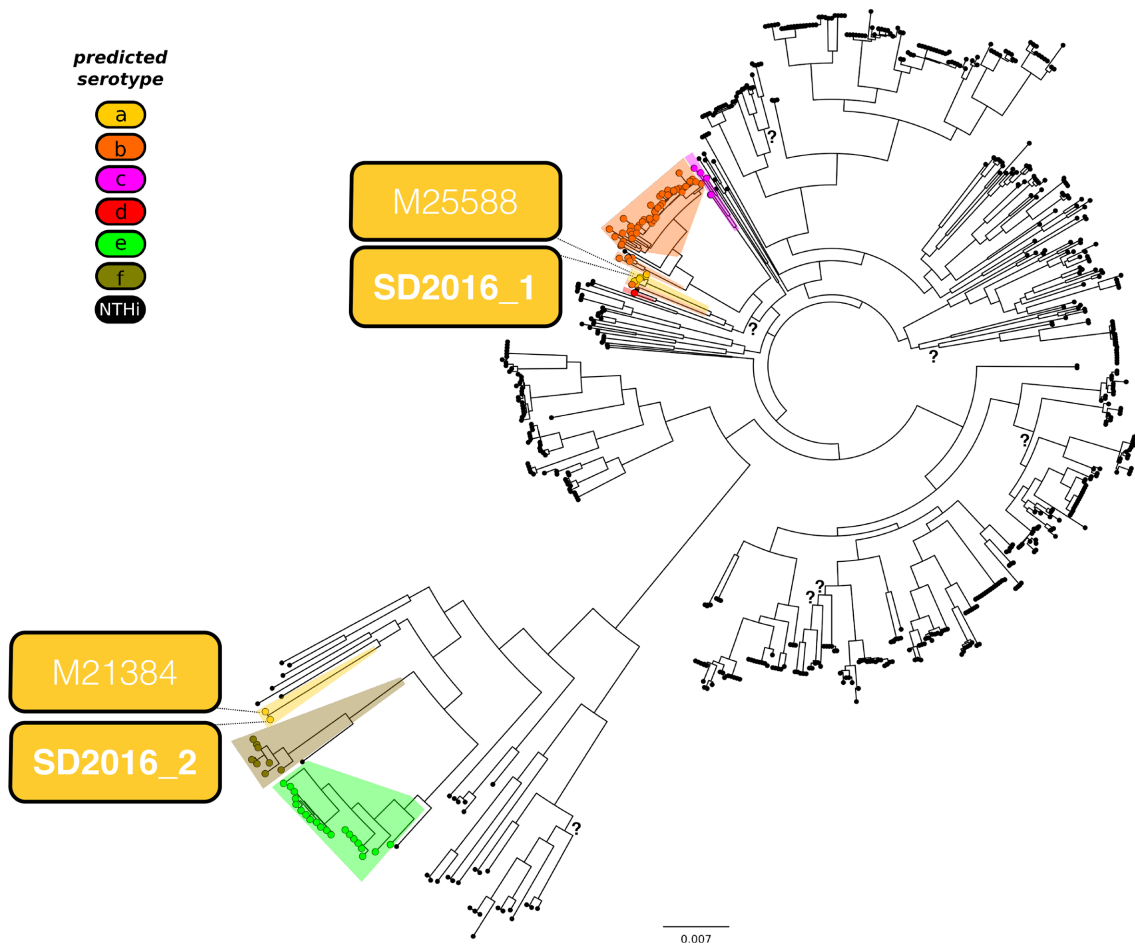 predicted
serotype
a
b
c
d
e
f
NTHi
M25588
SD2016_1
?
?
?
?
?
?
M21384
SD2016_2
?
0.007